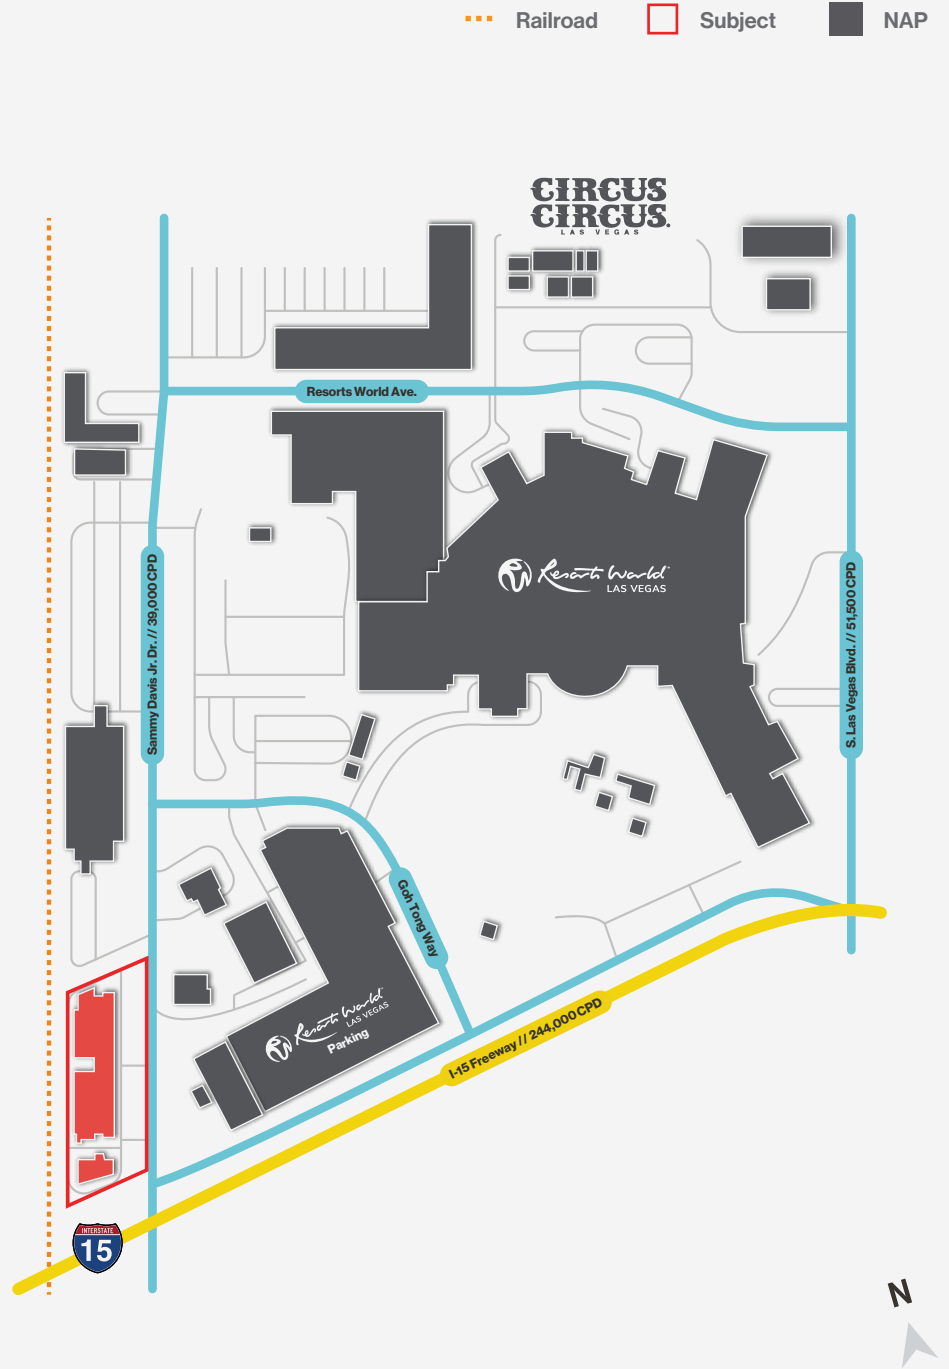 Railroad
Subject
NAP
CIRCUS
CIRCUS
LAS VEGAS
Resorts World Ave.
Resorts World
LAS VEGAS
Sammy Davis Jr. Dr. // 39,000 CPD
S. Las Vegas Blvd. // 51,500 CPD
Goh Tong Way
Resorts World
LAS VEGAS
Parking
I-15 Freeway // 244,000 CPD
INTERSTATE
15
N